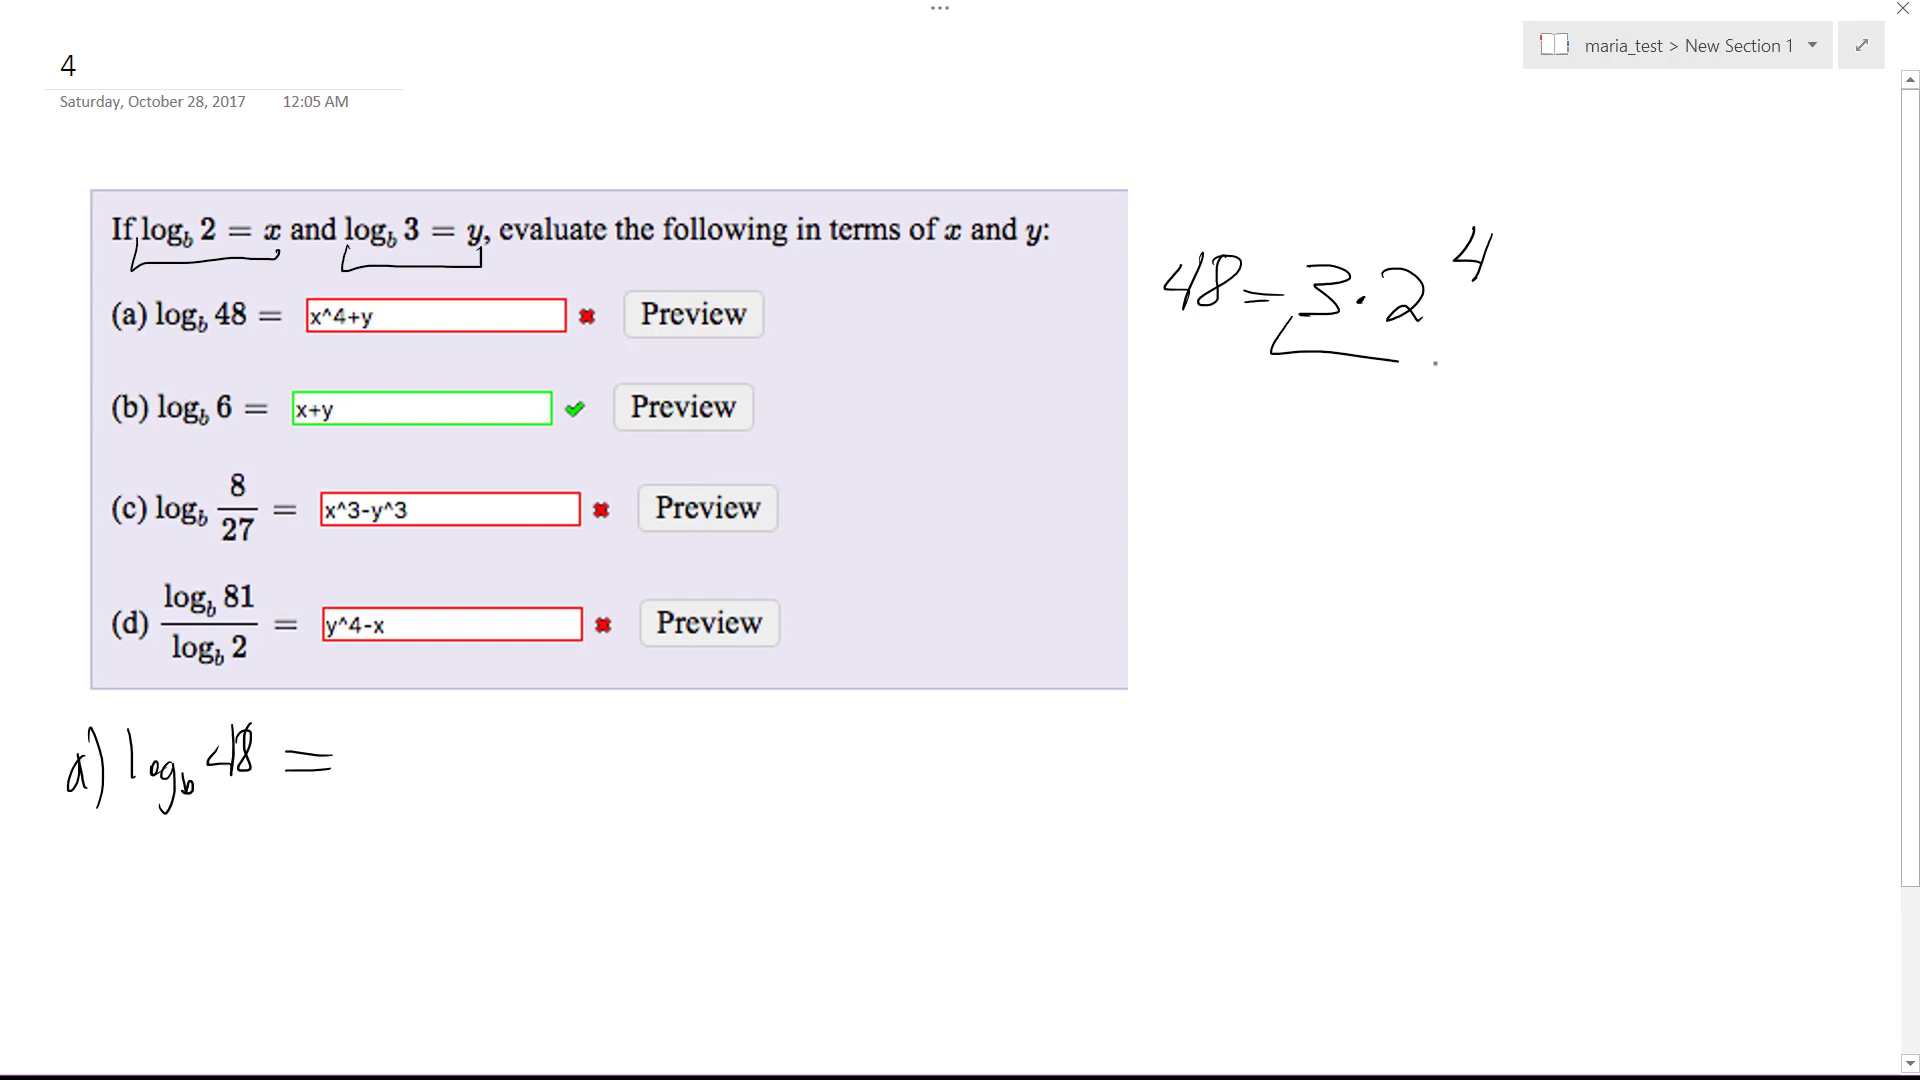 4
maria_test > New Section 1
Saturday, October 28, 2017 12:05 AM
If log_b 2 = x and log_b 3 = y, evaluate the following in terms of x and y:
(a) log_b 48 = x^4+y Preview
(b) log_b 6 = x+y Preview
(c) log_b 8/27 = x^3-y^3 Preview
(d) log_b 81 / log_b 2 = y^4-x Preview
48 = 3 · 2^4
a) log_b 48 =